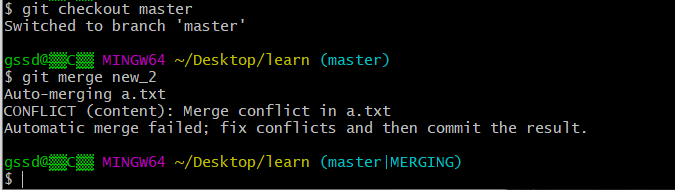 $ git checkout master
Switched to branch 'master'
gssd@▒▒C▒▒ MINGW64 ~/Desktop/learn (master)
$ git merge new_2
Auto-merging a.txt
CONFLICT (content): Merge conflict in a.txt
Automatic merge failed; fix conflicts and then commit the result.
gssd@▒▒C▒▒ MINGW64 ~/Desktop/learn (master|MERGING)
$